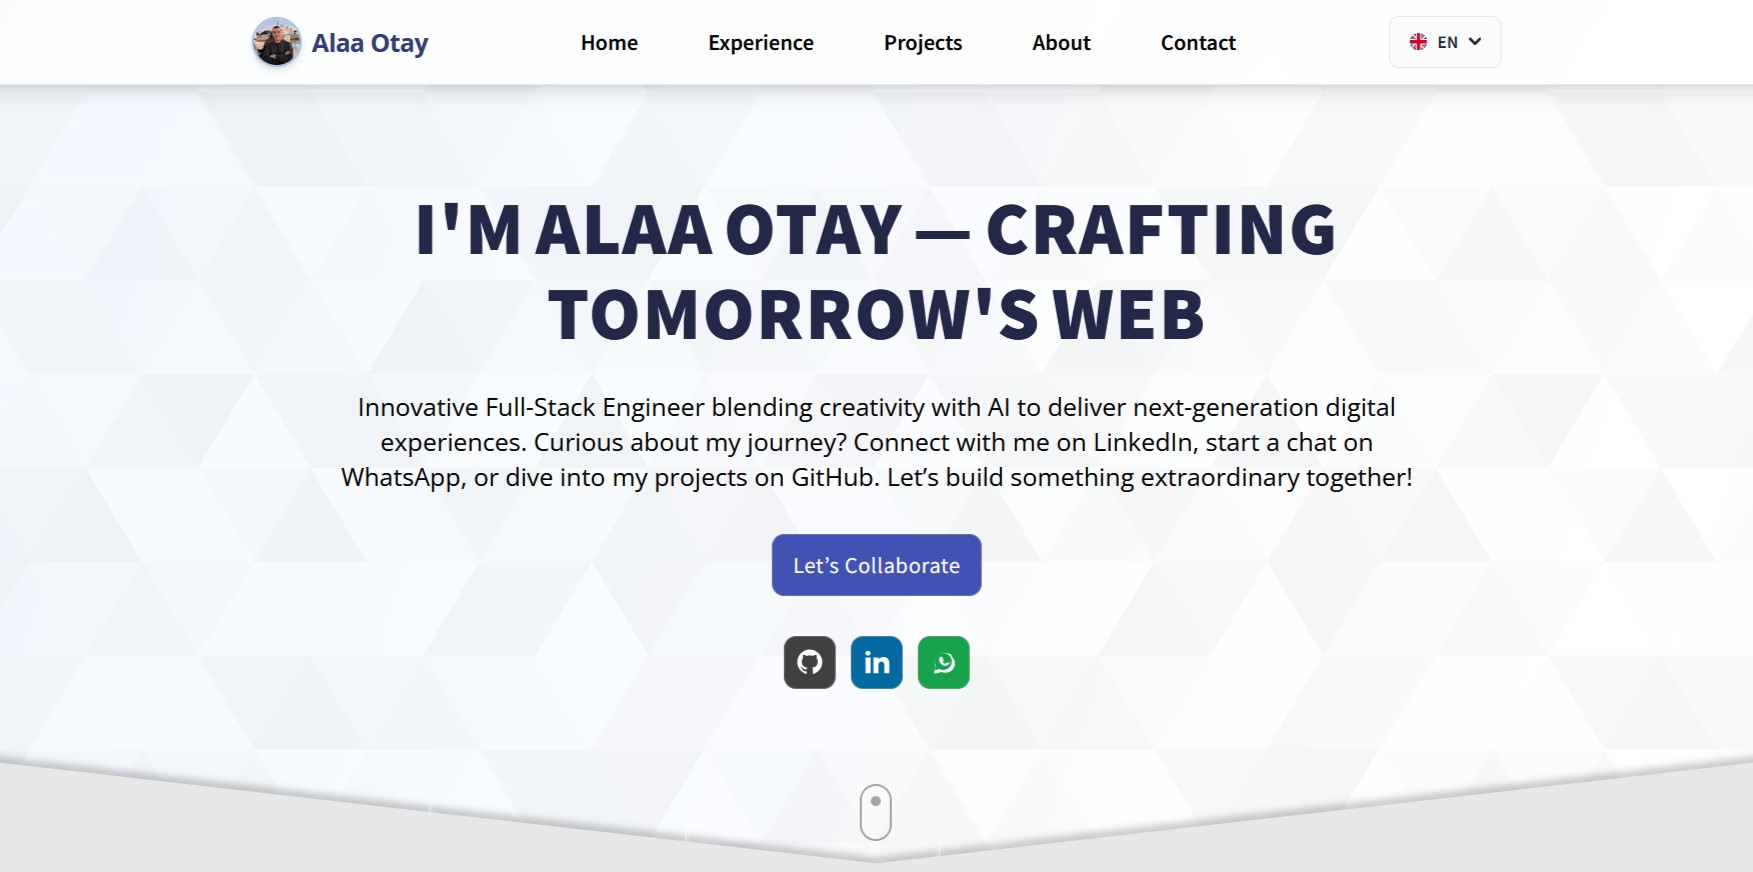 Alaa Otay
Home
Experience
Projects
About
Contact
EN
I'M ALAA OTAY — CRAFTING
TOMORROW'S WEB
Innovative Full-Stack Engineer blending creativity with AI to deliver next-generation digital
experiences. Curious about my journey? Connect with me on LinkedIn, start a chat on
WhatsApp, or dive into my projects on GitHub. Let’s build something extraordinary together!
Let’s Collaborate
in